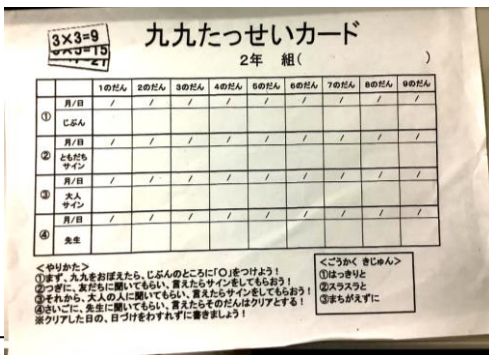 3×3=9
九九たっせいカード
2年 組( )
1のだん 2のだん 3のだん 4のだん 5のだん 6のだん 7のだん 8のだん 9のだん
① 月/日 / / / / / / / / /
じぶん
② 月/日 / / / / / / / / /
ともだち
サイン
③ 月/日 / / / / / / / / /
大人
サイン
④ 月/日 / / / / / / / / /
先生
<やりかた>
①まず、九九をおぼえたら、じぶんのところに「〇」をつけよう!
②つぎに、友だちに聞いてもらい、言えたらサインをしてもらおう!
③それから、大人の人に聞いてもらい、言えたらサインをしてもらおう!
④さいごに、先生に聞いてもらい、言えたらそのだんはクリアとする!
※クリアした日の、日づけをわすれずに書きましょう!
<ごうかく きじゅん>
①はっきりと
②スラスラと
③まちがえずに